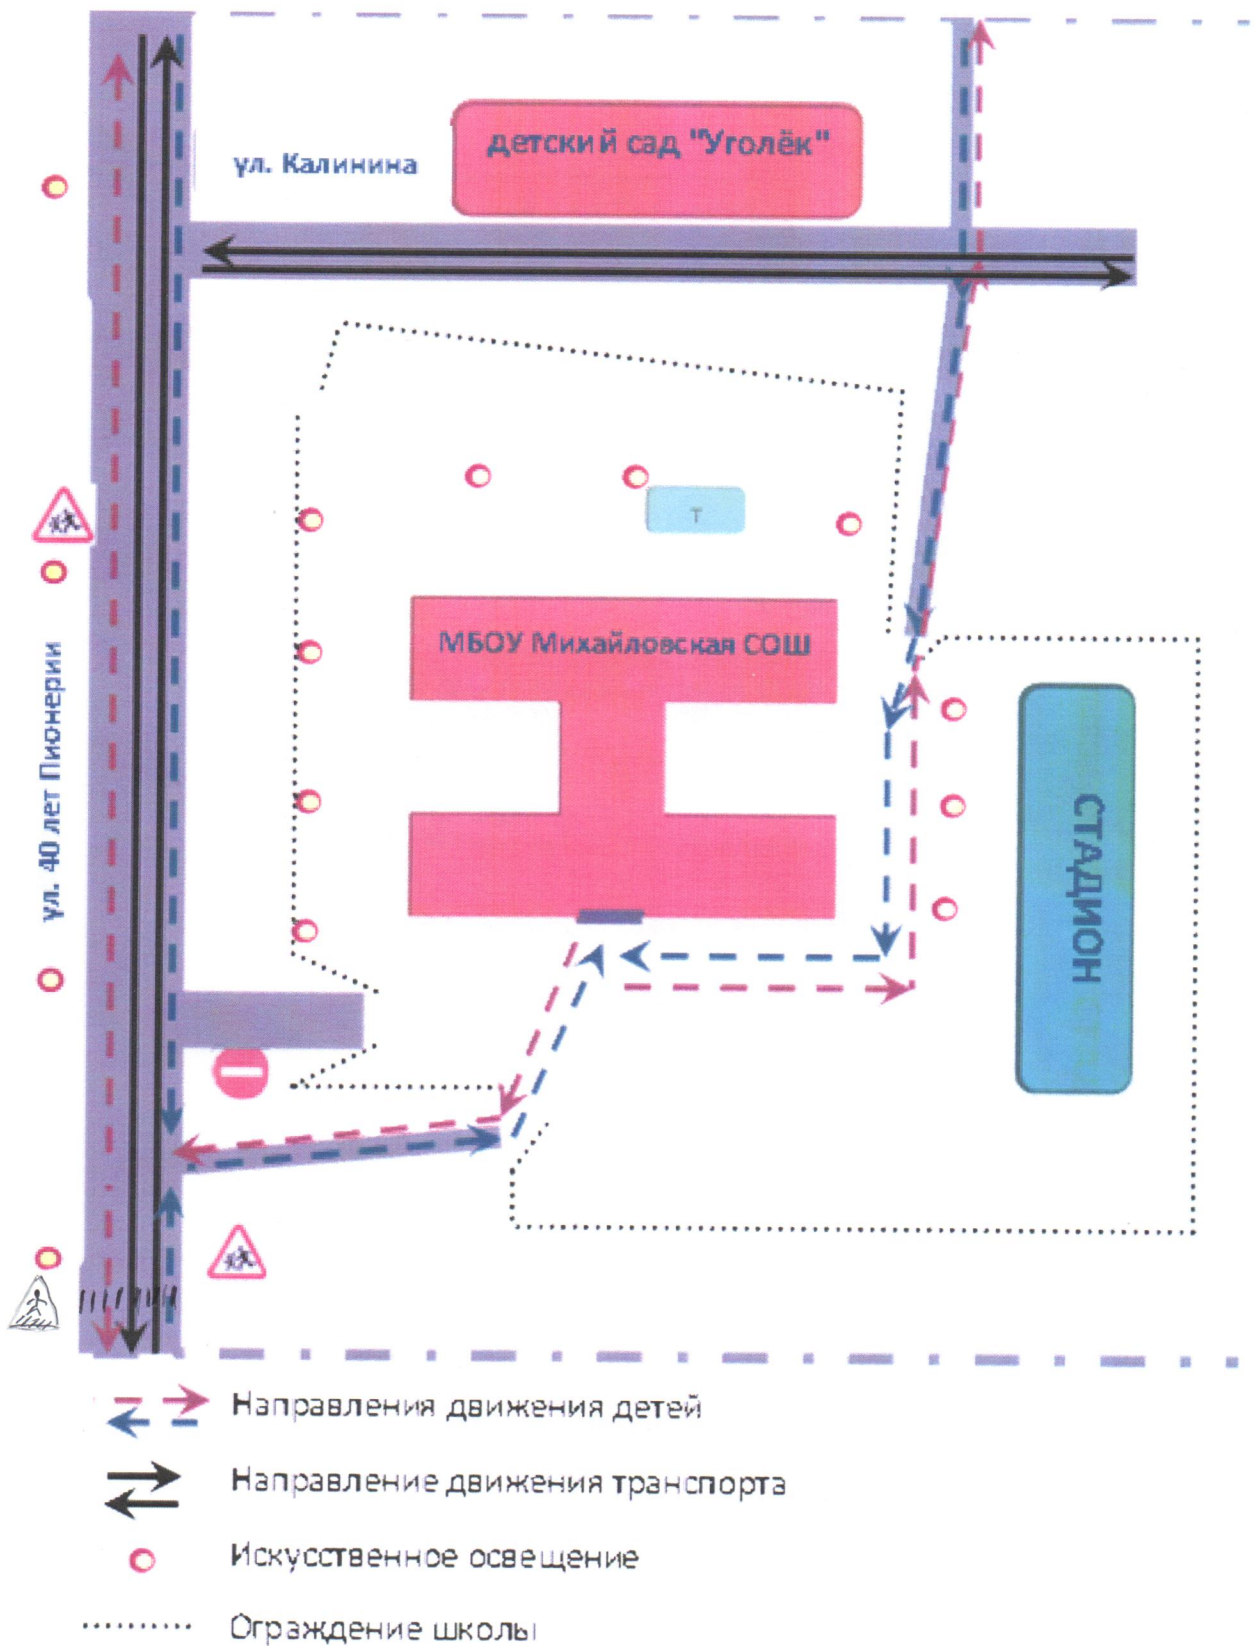 детский сад "Уголёк"
ул. Калинина
т
МБОУ Михайловская СОШ
ул. 40 лет Пионерии
СТАДИОН
Направления движения детей
Направление движения транспорта
Искусственное освещение
Ограждение школы